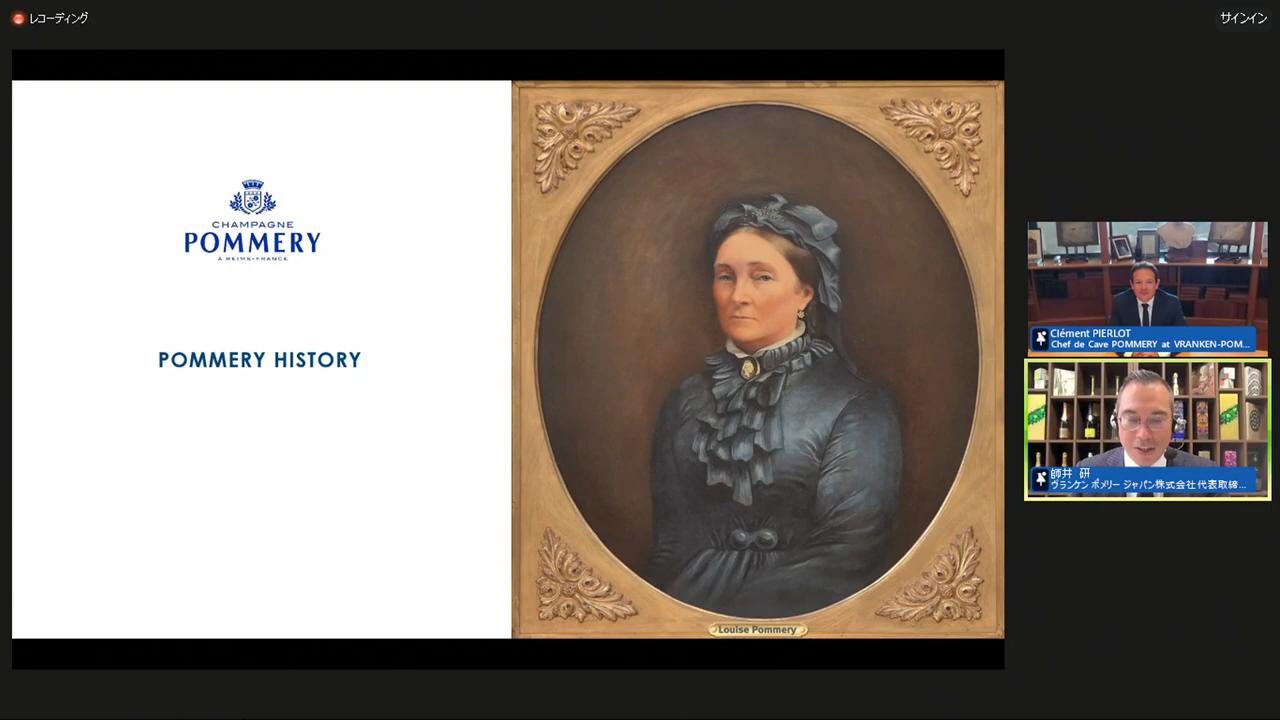 レコーディング
サインイン
CHAMPAGNE
POMMERY
A REIMS-FRANCE
POMMERY HISTORY
Louise Pommery
Clément PIERLOT
Chef de Cave POMMERY at VRANKEN-POM...
師井 研
ヴランケン ポメリー ジャパン株式会社 代表取締...